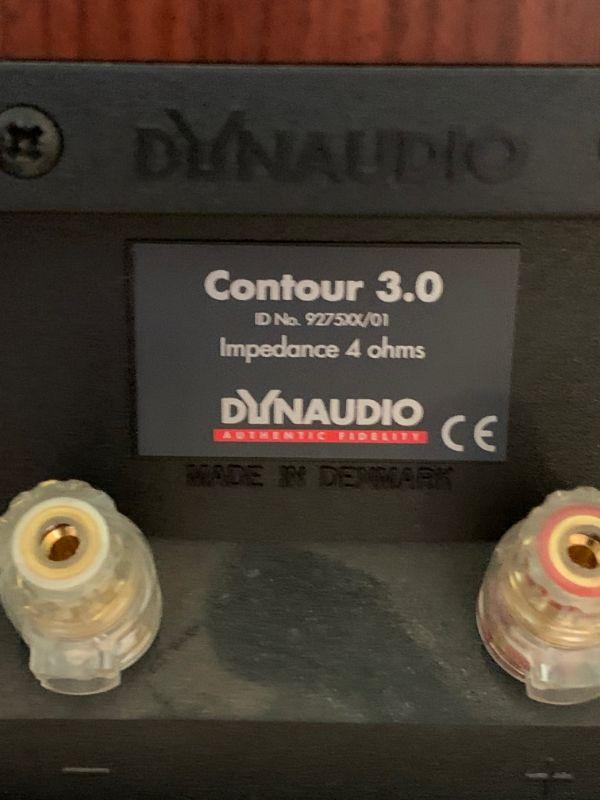 DYNAUDIO
Contour 3.0
ID No. 9275XX/01
Impedance 4 ohms
DYNAUDIO
AUTHENTIC FIDELITY
CE
MADE IN DENMARK
— +